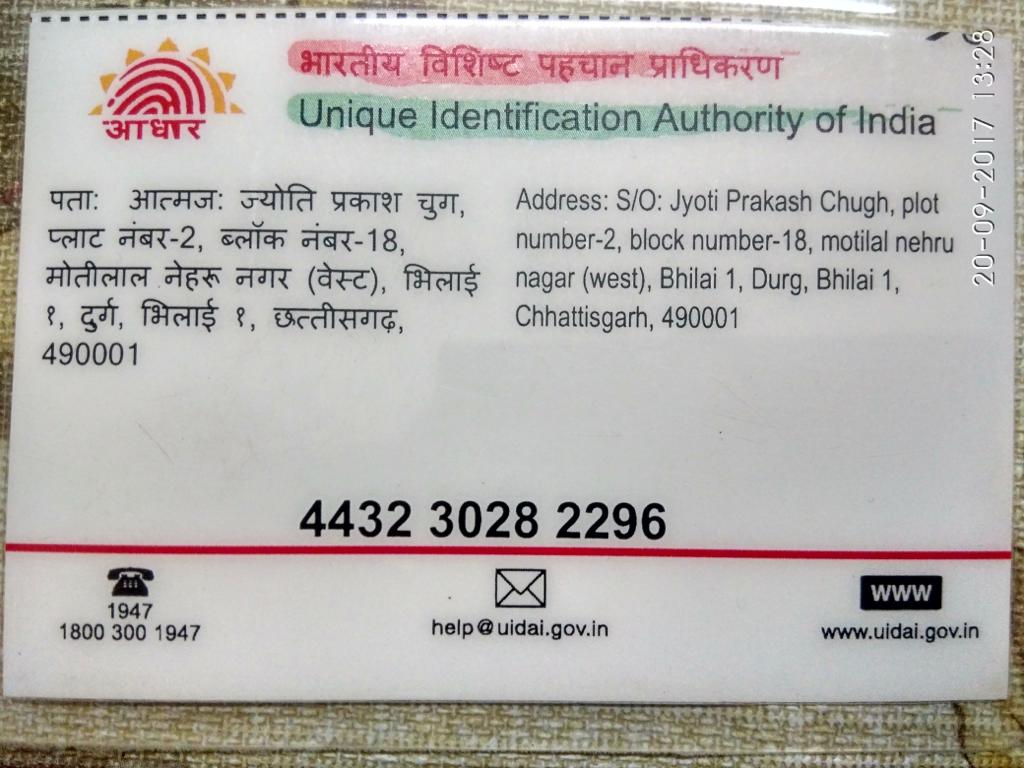 आधार
भारतीय विशिष्ट पहचान प्राधिकरण
Unique Identification Authority of India
पता: आत्मज: ज्योति प्रकाश चुग,
प्लाट नंबर-2, ब्लॉक नंबर-18,
मोतीलाल नेहरू नगर (वेस्ट), भिलाई
१, दुर्ग, भिलाई १, छत्तीसगढ़,
490001
Address: S/O: Jyoti Prakash Chugh, plot
number-2, block number-18, motilal nehru
nagar (west), Bhilai 1, Durg, Bhilai 1,
Chhattisgarh, 490001
4432 3028 2296
1947
1800 300 1947
help@uidai.gov.in
www
www.uidai.gov.in
20-09-2017 13:28